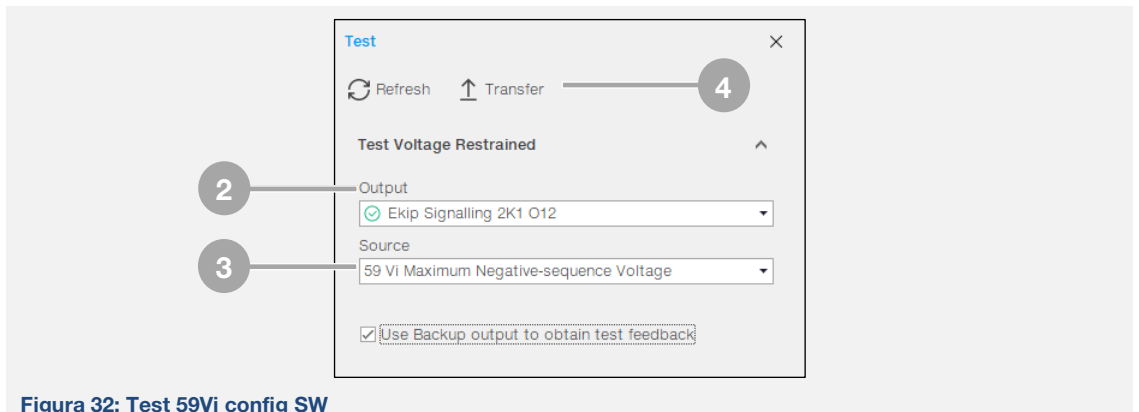 Test
Refresh Transfer
4
Test Voltage Restrained
2
Output
Ekip Signalling 2K1 O12
Source
3
59 Vi Maximum Negative-sequence Voltage
Use Backup output to obtain test feedback
Figura 32: Test 59Vi config SW